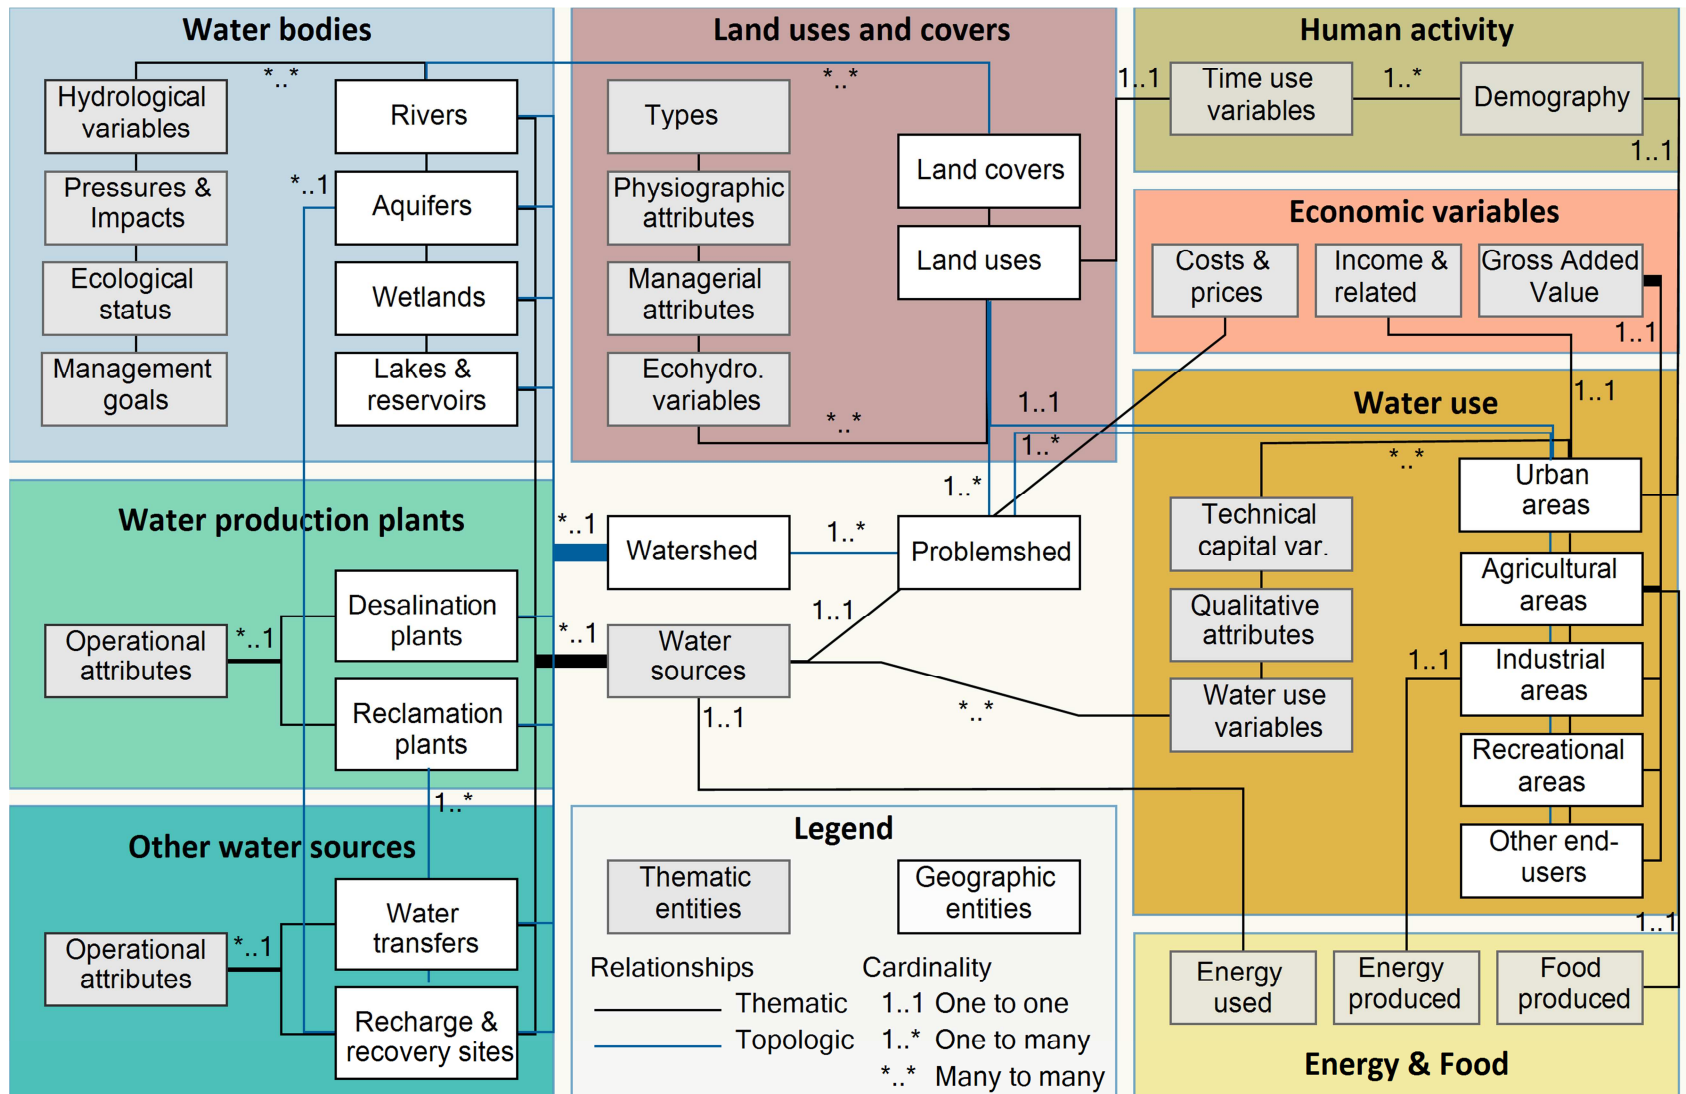 Water bodies
*..*
Hydrological
variables
Rivers
Pressures &
Impacts
*..1
Aquifers
Ecological
status
Wetlands
Management
goals
Lakes &
reservoirs
Land uses and covers
*..*
Types
Land covers
Physiographic
attributes
Land uses
Managerial
attributes
Ecohydro.
variables
*..*
1..1
1..*
1..*
Human activity
1..1
Time use
variables
1..*
Demography
1..1
Economic variables
Costs &
prices
Income &
related
Gross Added
Value
1..1
Water use
1..1
*..*
Urban
areas
Technical
capital var.
Agricultural
areas
Qualitative
attributes
1..1
Industrial
areas
Water use
variables
Recreational
areas
Other end-
users
Water production plants
Desalination
plants
Operational
attributes
*..1
Reclamation
plants
1..*
*..1
Watershed
1..*
Problemshed
1..1
*..1
Water
sources
1..1
*..*
Other water sources
Water
transfers
Operational
attributes
*..1
Recharge &
recovery sites
Legend
Thematic
entities
Geographic
entities
Relationships
Cardinality
Thematic
1..1 One to one
Topologic
1..* One to many
*..* Many to many
1..1
Energy
used
Energy
produced
Food
produced
Energy & Food